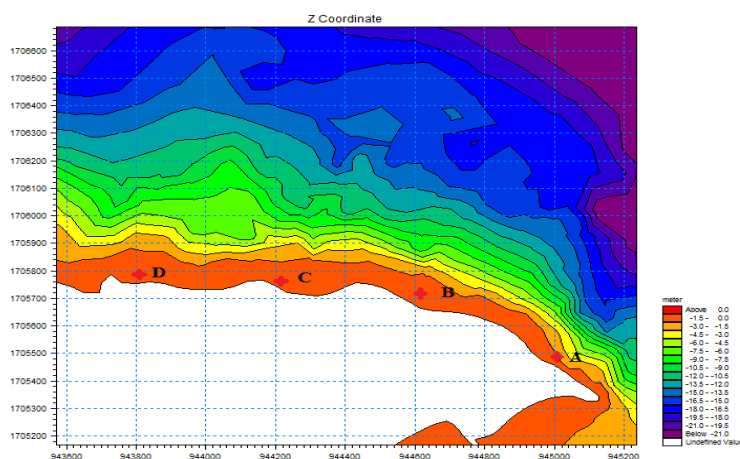 Z Coordinate
1706600
1706500
1706400
1706300
1706200
1706100
1706000
1705900
1705800
1705700
1705600
1705500
1705400
1705300
1705200
D
C
B
A
943600
943800
944000
944200
944400
944600
944800
945000
945200
meter
Above 0.0
-1.5 - 0.0
-3.0 - -1.5
-4.5 - -3.0
-6.0 - -4.5
-7.5 - -6.0
-9.0 - -7.5
-10.5 - -9.0
-12.0 - -10.5
-13.5 - -12.0
-15.0 - -13.5
-16.5 - -15.0
-18.0 - -16.5
-19.5 - -18.0
-21.0 - -19.5
Below -21.0
Undefined Value